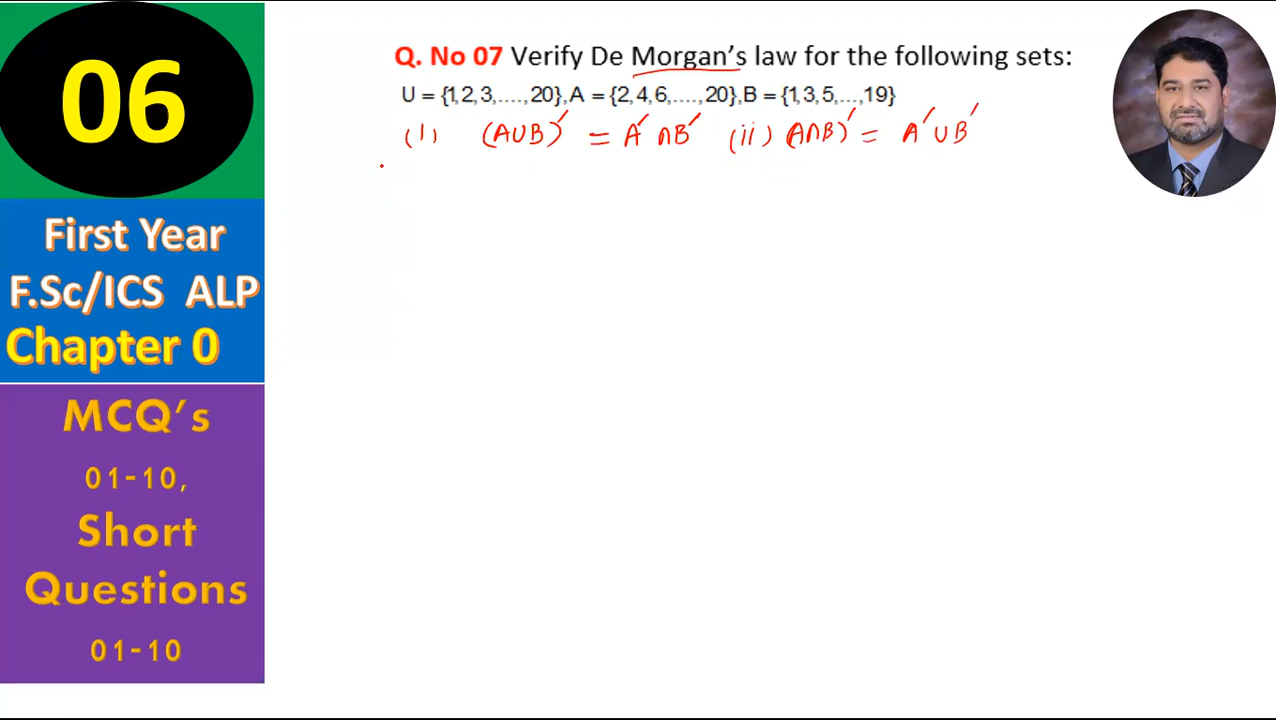 06
First Year
F.Sc/ICS ALP
Chapter 0
MCQ's
01-10,
Short
Questions
01-10
Q. No 07 Verify De Morgan's law for the following sets:
U = {1,2,3,.....,20},A = {2,4,6,.....,20},B = {1,3,5,...,19}
(i) (A∪B)′ = A′∩B′ (ii) (A∩B)′ = A′∪B′